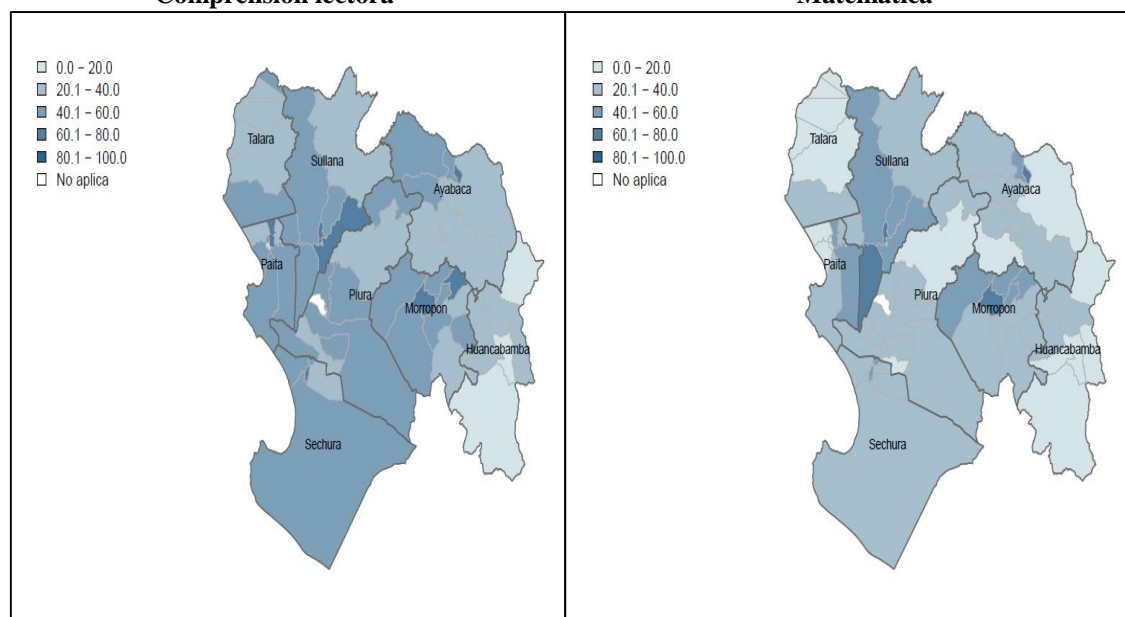 Comprensión lectora
Matemática
0.0 – 20.0
20.1 – 40.0
40.1 – 60.0
60.1 – 80.0
80.1 – 100.0
No aplica
Talara
Sullana
Ayabaca
Paita
Piura
Morropon
Huancabamba
Sechura
0.0 – 20.0
20.1 – 40.0
40.1 – 60.0
60.1 – 80.0
80.1 – 100.0
No aplica
Talara
Sullana
Ayabaca
Paita
Piura
Morropon
Huancabamba
Sechura